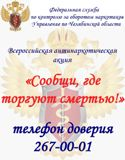 Федеральная служба
по контролю за оборотом наркотиков
Управление по Челябинской области
Всероссийская антинаркотическая
акция
«Сообщи, где
торгуют смертью!»
телефон доверия
267-00-01